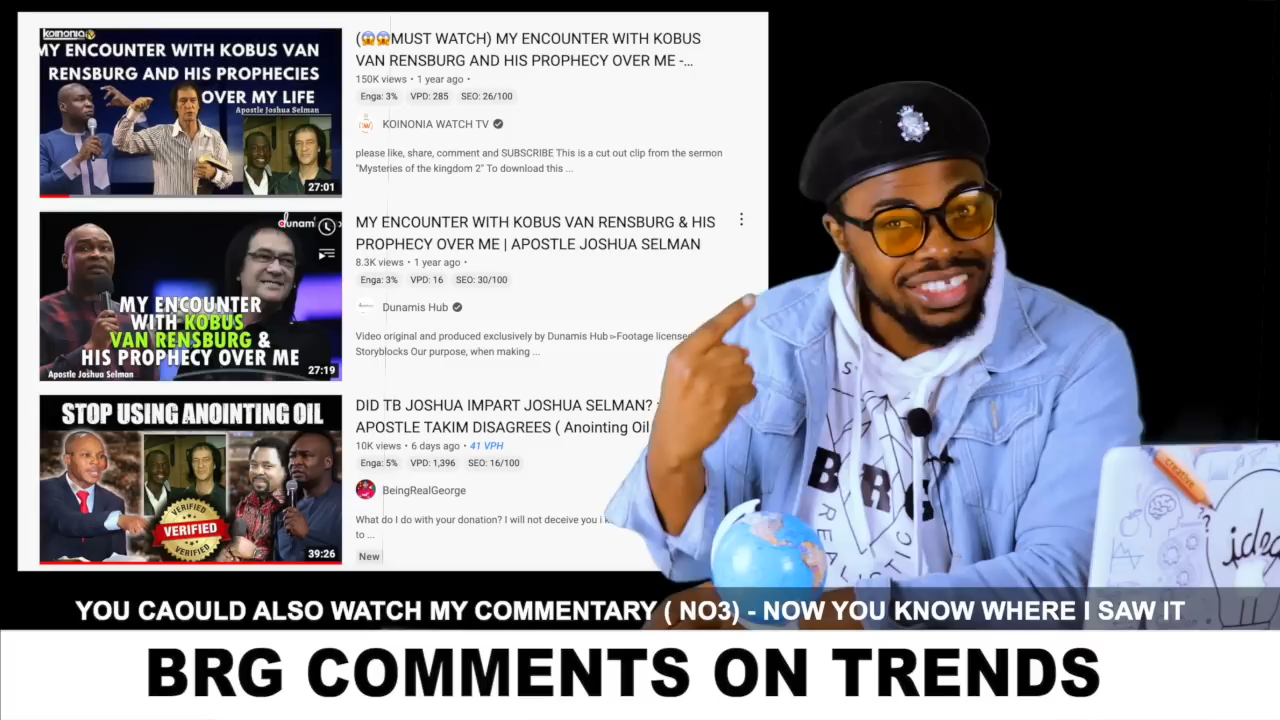 koinonia TV
MY ENCOUNTER WITH KOBUS VAN
RENSBURG AND HIS PROPHECIES
OVER MY LIFE
Apostle Joshua Selman
27:01
(😱😱MUST WATCH) MY ENCOUNTER WITH KOBUS
VAN RENSBURG AND HIS PROPHECY OVER ME -...
150K views • 1 year ago •
Enga: 3% VPD: 285 SEO: 26/100
KOINONIA WATCH TV
please like, share, comment and SUBSCRIBE This is a cut out clip from the sermon
"Mysteries of the kingdom 2" To download this ...
dunam
MY ENCOUNTER
WITH KOBUS
VAN RENSBURG &
HIS PROPHECY OVER ME
Apostle Joshua Selman
27:19
MY ENCOUNTER WITH KOBUS VAN RENSBURG & HIS
PROPHECY OVER ME | APOSTLE JOSHUA SELMAN
8.3K views • 1 year ago •
Enga: 3% VPD: 16 SEO: 30/100
Dunamis Hub
Video original and produced exclusively by Dunamis Hub ▻Footage licensed
Storyblocks Our purpose, when making ...
STOP USING ANOINTING OIL
VERIFIED
VERIFIED
VERIFIED
39:26
DID TB JOSHUA IMPART JOSHUA SELMAN?
APOSTLE TAKIM DISAGREES ( Anointing Oil
10K views • 6 days ago • 41 VPH
Enga: 5% VPD: 1,396 SEO: 16/100
BeingRealGeorge
What do I do with your donation? I will not deceive you i k
to ...
New
BRG
REALI
creative
idea
YOU CAOULD ALSO WATCH MY COMMENTARY ( NO3) - NOW YOU KNOW WHERE I SAW IT
BRG COMMENTS ON TRENDS